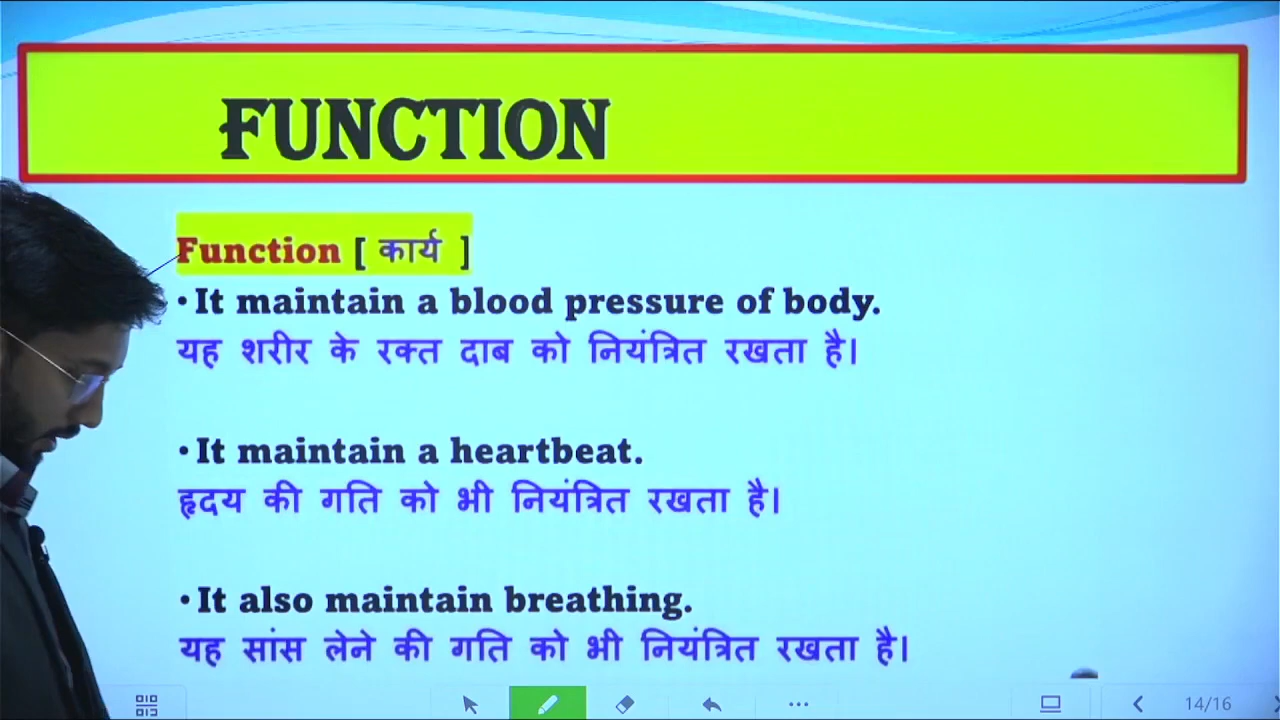 FUNCTION
Function [ कार्य ]
• It maintain a blood pressure of body.
यह शरीर के रक्त दाब को नियंत्रित रखता है।
• It maintain a heartbeat.
हृदय की गति को भी नियंत्रित रखता है।
• It also maintain breathing.
यह सांस लेने की गति को भी नियंत्रित रखता है।
14/16